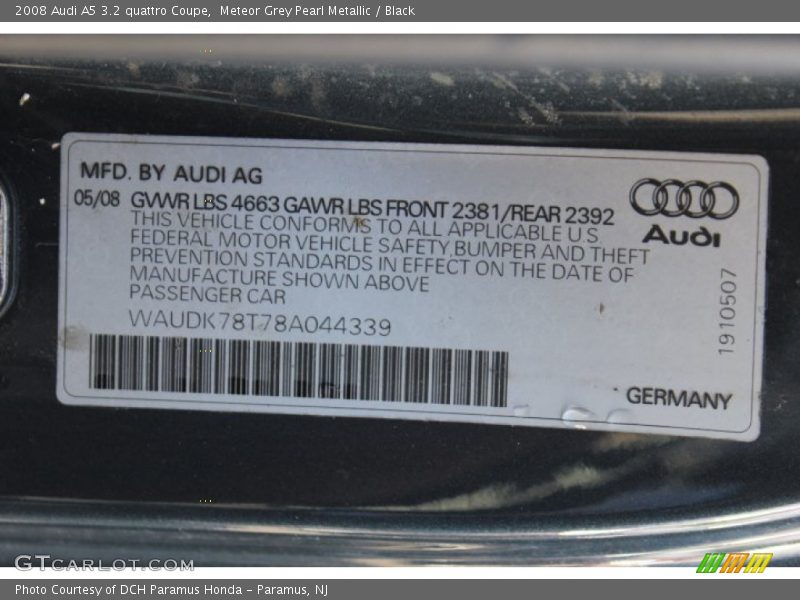 2008 Audi A5 3.2 quattro Coupe, Meteor Grey Pearl Metallic / Black
MFD. BY AUDI AG
05/08 GVWR LBS 4663 GAWR LBS FRONT 2381/REAR 2392
THIS VEHICLE CONFORMS TO ALL APPLICABLE U.S.
FEDERAL MOTOR VEHICLE SAFETY, BUMPER AND THEFT
PREVENTION STANDARDS IN EFFECT ON THE DATE OF
MANUFACTURE SHOWN ABOVE
PASSENGER CAR
WAUDK78T78A044339
Audi
1910507
GERMANY
GTCARLOT.COM
Photo Courtesy of DCH Paramus Honda - Paramus, NJ